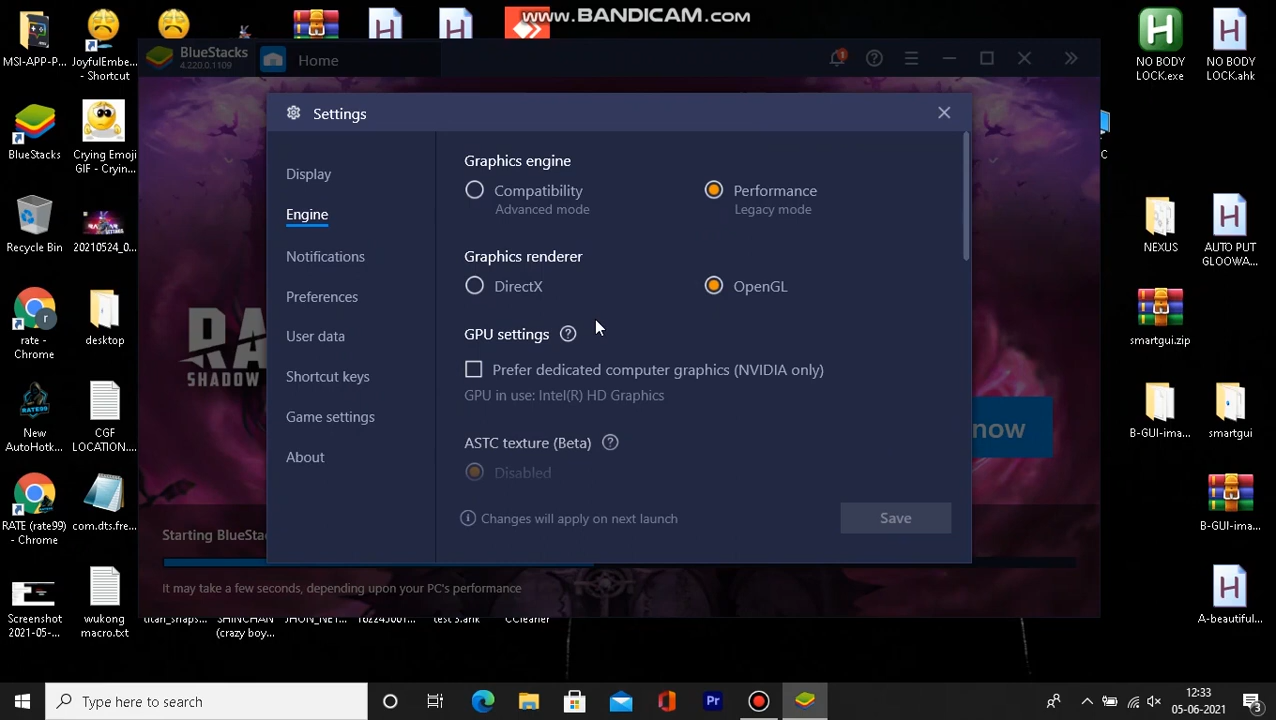 www.BANDICAM.com
MSI-APP-P...
JoyfulEmbe...
- Shortcut
NO BODY
LOCK.exe
NO BODY
LOCK.ahk
BlueStacks
4.220.0.1109
Home
1
Settings
Display
Engine
Notifications
Preferences
User data
Shortcut keys
Game settings
About
Graphics engine
Compatibility
Advanced mode
Performance
Legacy mode
Graphics renderer
DirectX
OpenGL
GPU settings
Prefer dedicated computer graphics (NVIDIA only)
GPU in use: Intel(R) HD Graphics
ASTC texture (Beta)
Disabled
Changes will apply on next launch
Save
now
RA
SHADOW
Starting BlueSta
It may take a few seconds, depending upon your PC's performance
BlueStacks
Crying Emoji
GIF - Cryin...
Recycle Bin
20210524_0...
rate -
Chrome
desktop
New
AutoHotk...
CGF
LOCATION...
RATE (rate99)
- Chrome
com.dts.fre...
Screenshot
2021-05-...
wukong
macro.txt
(crazy boy...
CCleaner
C
NEXUS
AUTO PUT
GLOOWA...
smartgui.zip
B-GUI-ima...
smartgui
B-GUI-ima...
A-beautiful...
Type here to search
12:33
05-06-2021
3